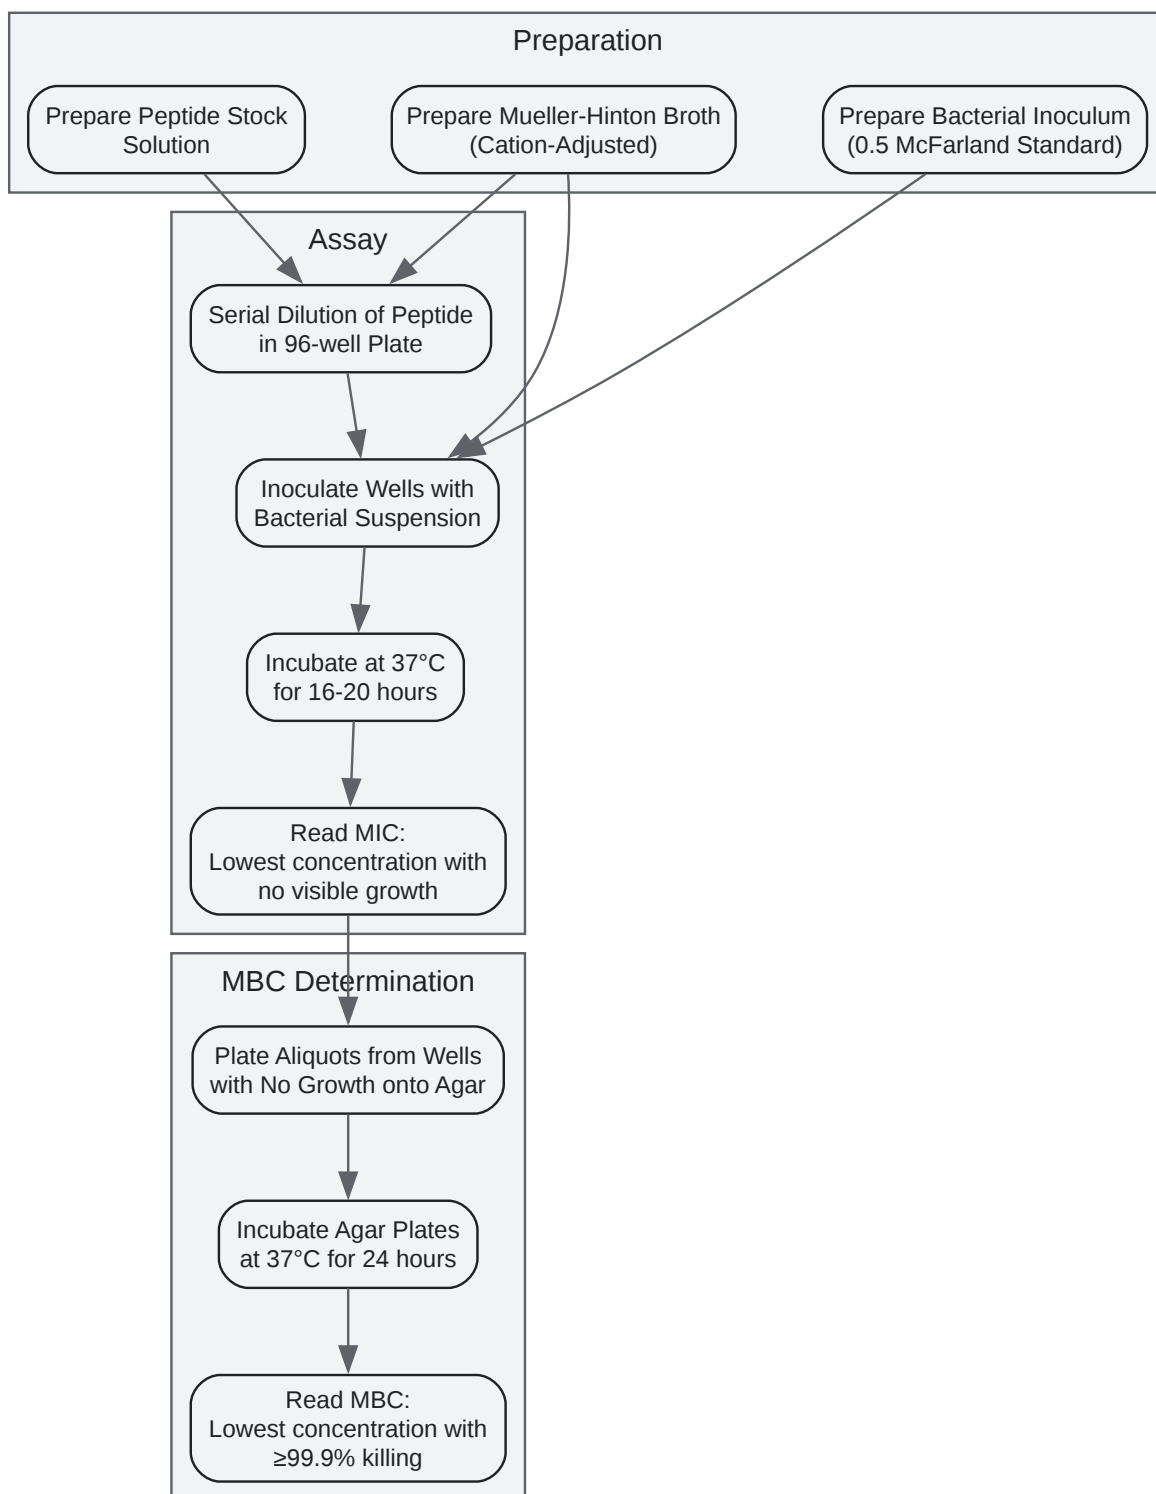 Preparation
Prepare Peptide Stock
Solution
Prepare Mueller-Hinton Broth
(Cation-Adjusted)
Prepare Bacterial Inoculum
(0.5 McFarland Standard)
Assay
Serial Dilution of Peptide
in 96-well Plate
Inoculate Wells with
Bacterial Suspension
Incubate at 37°C
for 16-20 hours
Read MIC:
Lowest concentration with
no visible growth
MBC Determination
Plate Aliquots from Wells
with No Growth onto Agar
Incubate Agar Plates
at 37°C for 24 hours
Read MBC:
Lowest concentration with
≥99.9% killing